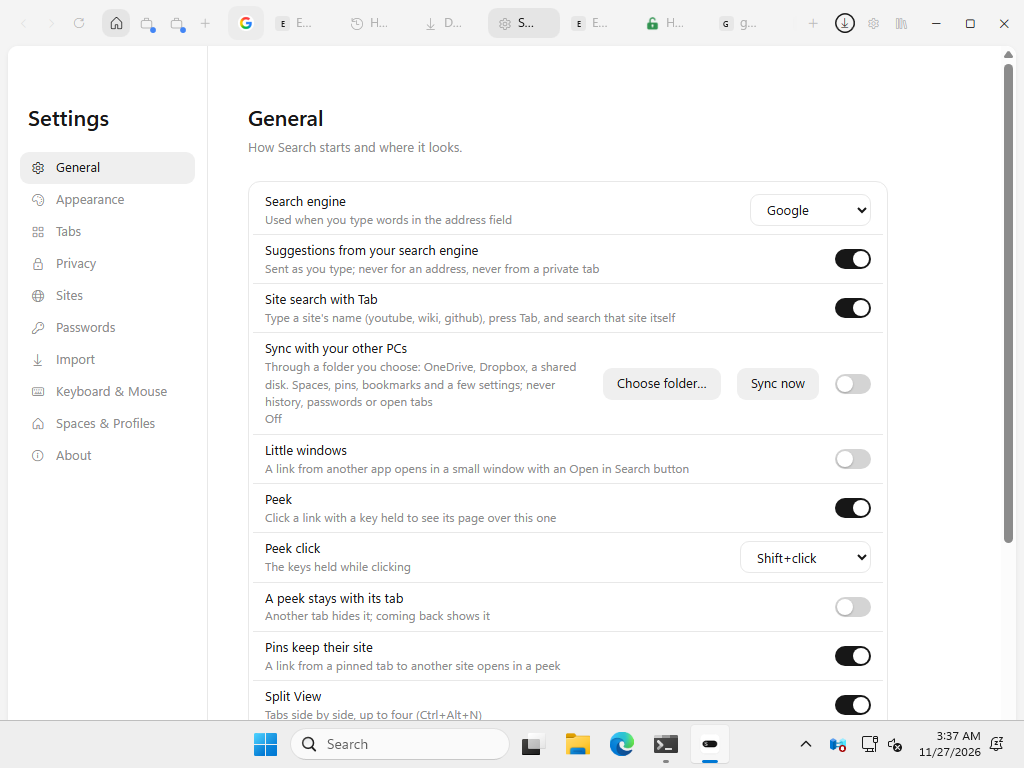 E E...
H...
D...
S...
E E...
H...
G g...
Settings
General
Appearance
Tabs
Privacy
Sites
Passwords
Import
Keyboard & Mouse
Spaces & Profiles
About
General
How Search starts and where it looks.
Search engine
Used when you type words in the address field
Google
Suggestions from your search engine
Sent as you type; never for an address, never from a private tab
Site search with Tab
Type a site's name (youtube, wiki, github), press Tab, and search that site itself
Sync with your other PCs
Through a folder you choose: OneDrive, Dropbox, a shared
disk. Spaces, pins, bookmarks and a few settings; never
history, passwords or open tabs
Off
Choose folder...
Sync now
Little windows
A link from another app opens in a small window with an Open in Search button
Peek
Click a link with a key held to see its page over this one
Peek click
The keys held while clicking
Shift+click
A peek stays with its tab
Another tab hides it; coming back shows it
Pins keep their site
A link from a pinned tab to another site opens in a peek
Split View
Tabs side by side, up to four (Ctrl+Alt+N)
Search
3:37 AM
11/27/2026